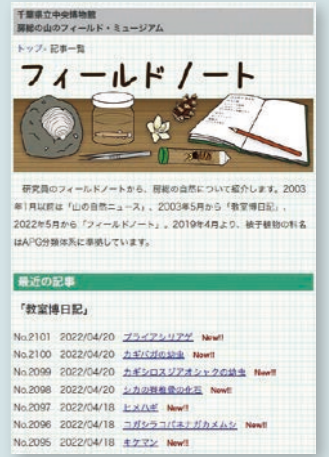 千葉県立中央博物館
房総の山のフィールド・ミュージアム
トップ> 記事一覧
フィールドノート
研究員のフィールドノートから、房総の自然について紹介します。2003
年1月以前は「山の自然ニュース」、2003年5月から「教室博日記」、
2022年5月から「フィールドノート」。2019年4月より、被子植物の科名
はAPG分類体系に準拠しています。
最近の記事
「教室博日記」
No.2101 2022/04/20 プライアシリアゲ New!!
No.2100 2022/04/20 カギバガの幼虫 New!!
No.2099 2022/04/20 カギシロスジアオシャクの幼虫 New!!
No.2098 2022/04/20 シカの脊椎骨の化石 New!!
No.2097 2022/04/18 ヒメハギ New!!
No.2096 2022/04/18 コガシラコバネナガカメムシ New!!
No.2095 2022/04/18 キケマン New!!